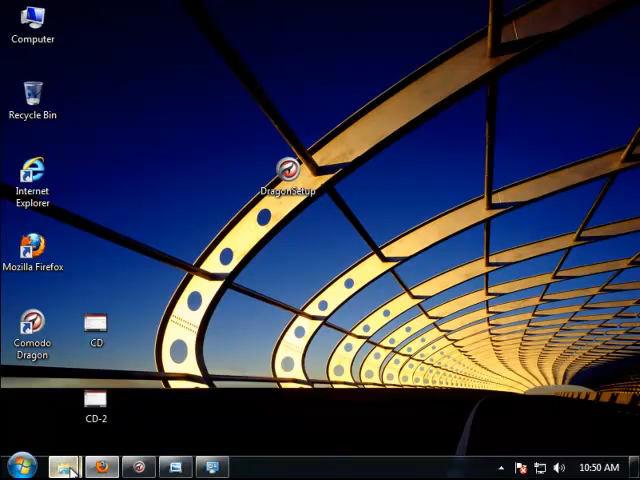 Computer
Recycle Bin
Internet
Explorer
Mozilla Firefox
Comodo
Dragon
CD
CD-2
DragonSetup
10:50 AM